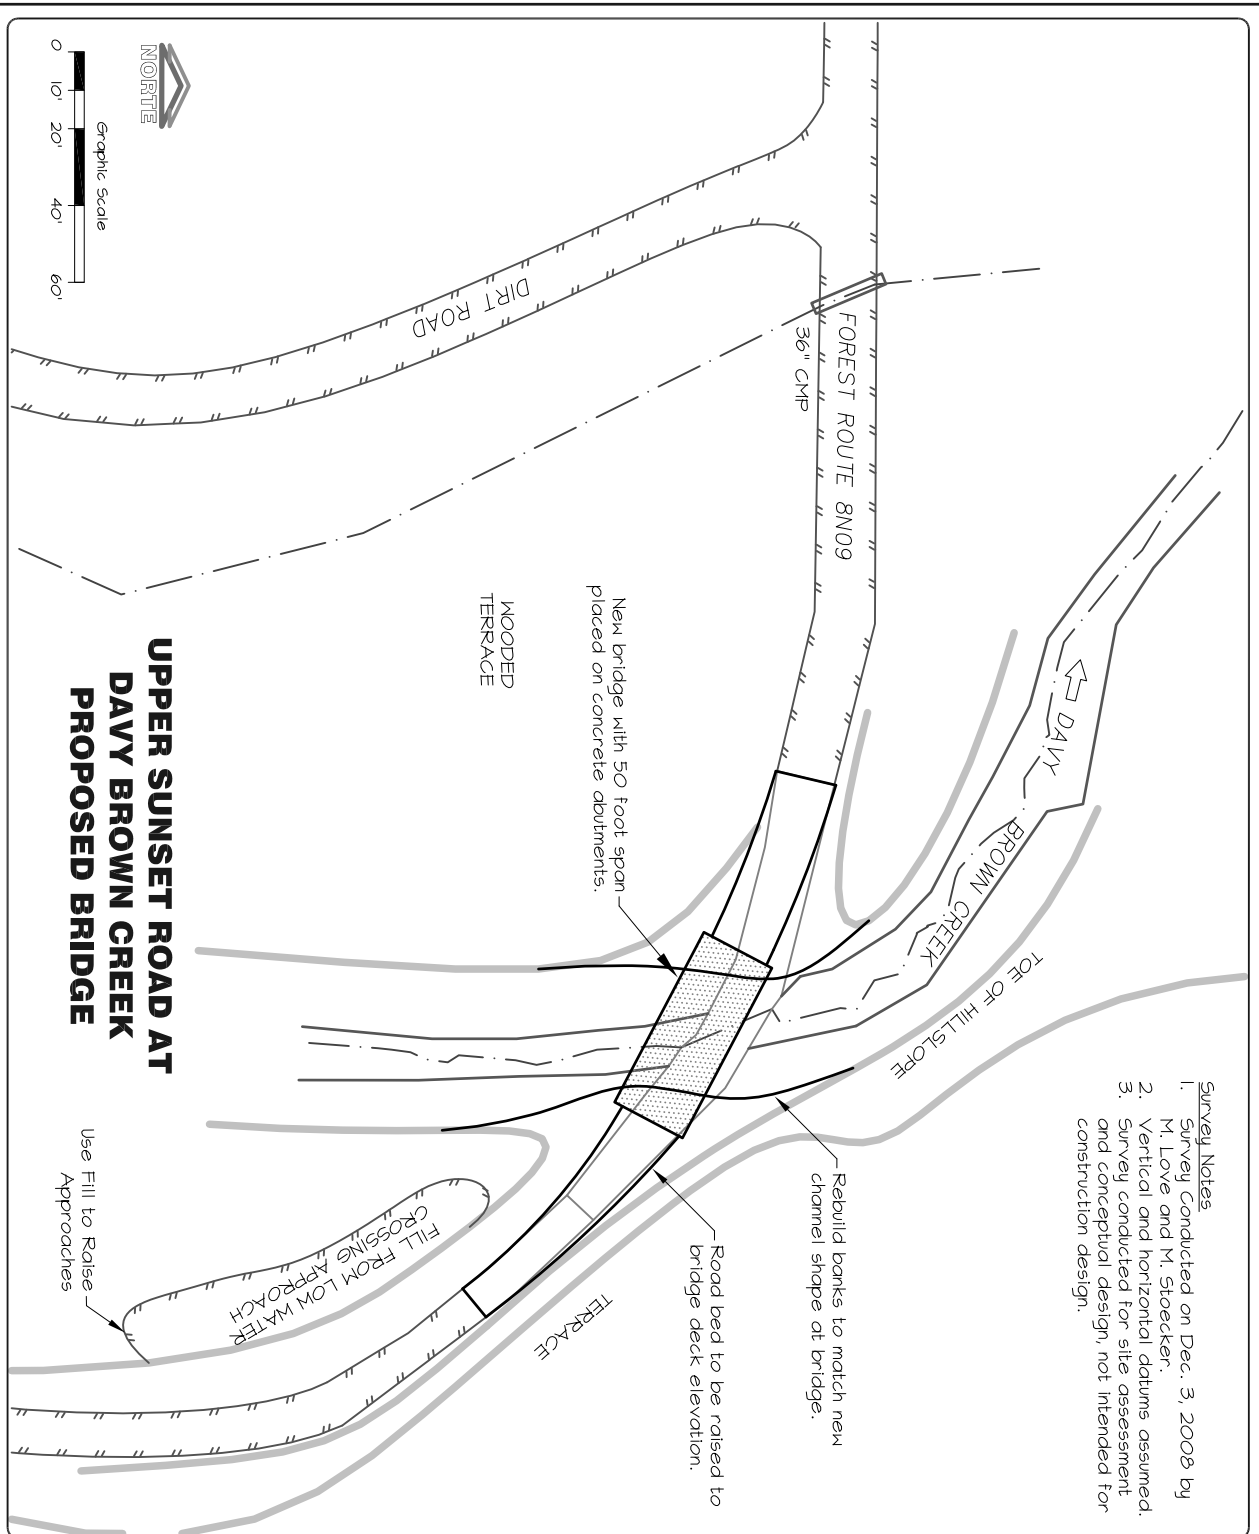 Survey Notes
1. Survey Conducted on Dec. 3, 2008 by
M. Love and M. Stoecker.
2. Vertical and horizontal datums assumed.
3. Survey conducted for site assessment
and conceptual design, not intended for
construction design.
DAVY
BROWN CREEK
TOE OF HILLSLOPE
FOREST ROUTE 8N09
36" CMP
Rebuild banks to match new
channel shape at bridge.
Road bed to be raised to
bridge deck elevation.
New bridge with 50 foot span
placed on concrete abutments.
WOODED
TERRACE
TERRACE
DIRT ROAD
FILL FROM LOW WATER
CROSSING APPROACH
Use Fill to Raise
Approaches
NORTE
Graphic Scale
0 10' 20' 40' 60'
UPPER SUNSET ROAD AT
DAVY BROWN CREEK
PROPOSED BRIDGE